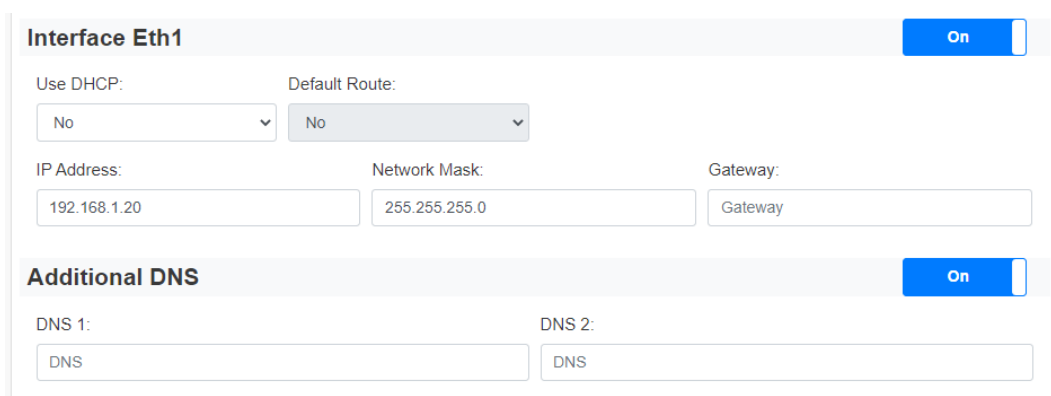 Interface Eth1 On
Use DHCP: Default Route:
No No
IP Address: Network Mask: Gateway:
192.168.1.20 255.255.255.0 Gateway
Additional DNS On
DNS 1: DNS 2:
DNS DNS